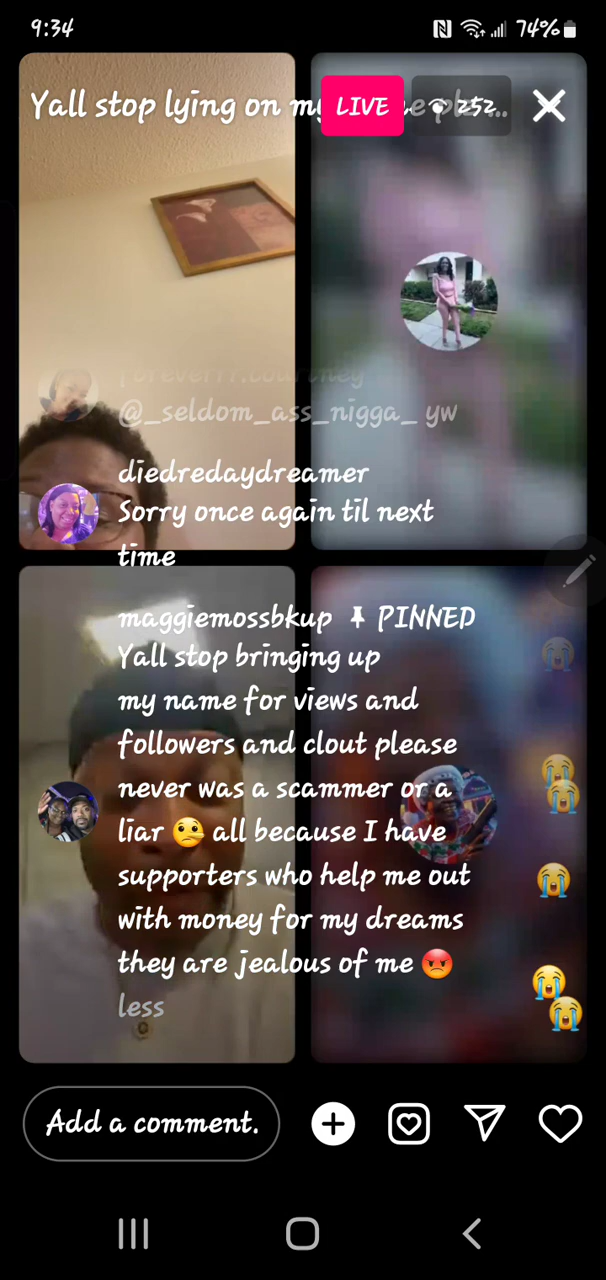 9:34
74%
Yall stop lying on my
LIVE
252
forever17.courtney
@_seldom_ass_nigga_ yw
diedredaydreamer
Sorry once again til next
time
maggiemossbkup PINNED
Yall stop bringing up
my name for views and
followers and clout please
never was a scammer or a
liar 🤥 all because I have
supporters who help me out
with money for my dreams
they are jealous of me 😡
less
Add a comment.